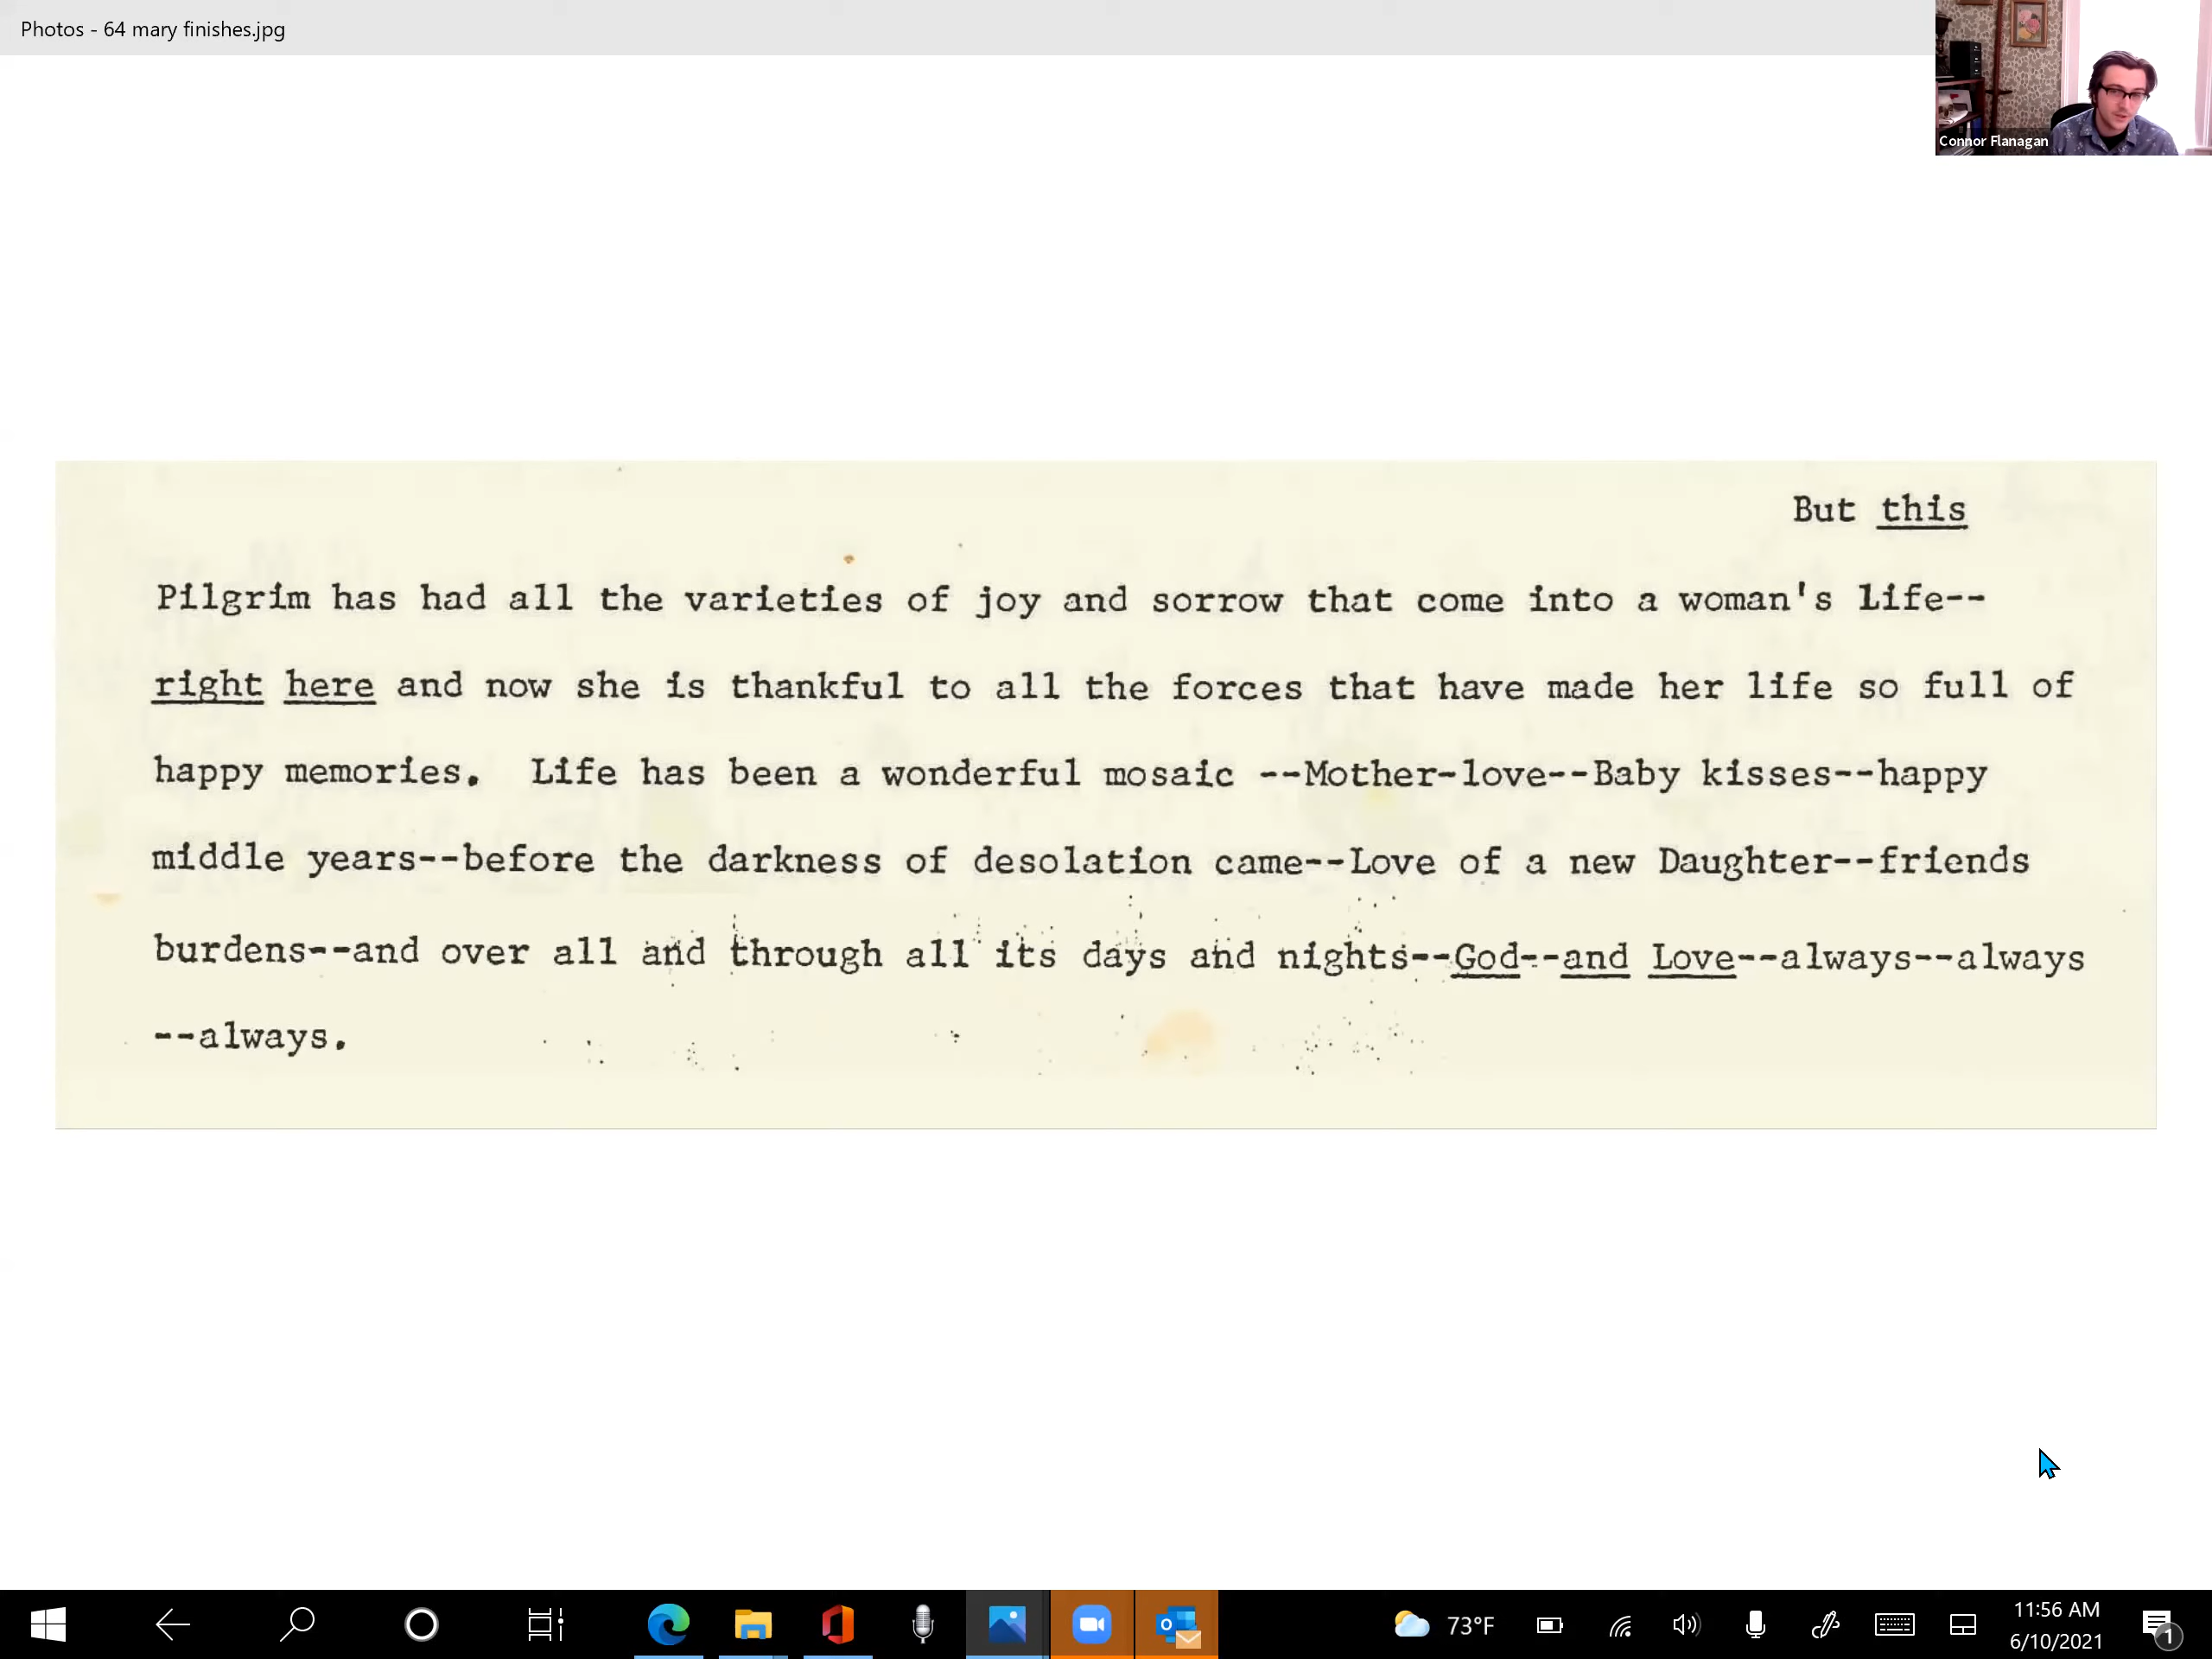 Photos - 64 mary finishes.jpg
Connor Flanagan
But this
Pilgrim has had all the varieties of joy and sorrow that come into a woman's life--
right here and now she is thankful to all the forces that have made her life so full of
happy memories. Life has been a wonderful mosaic --Mother-love--Baby kisses--happy
middle years--before the darkness of desolation came--Love of a new Daughter--friends
burdens--and over all and through all its days and nights--God--and Love--always--always
--always.
73°F
11:56 AM
6/10/2021
1